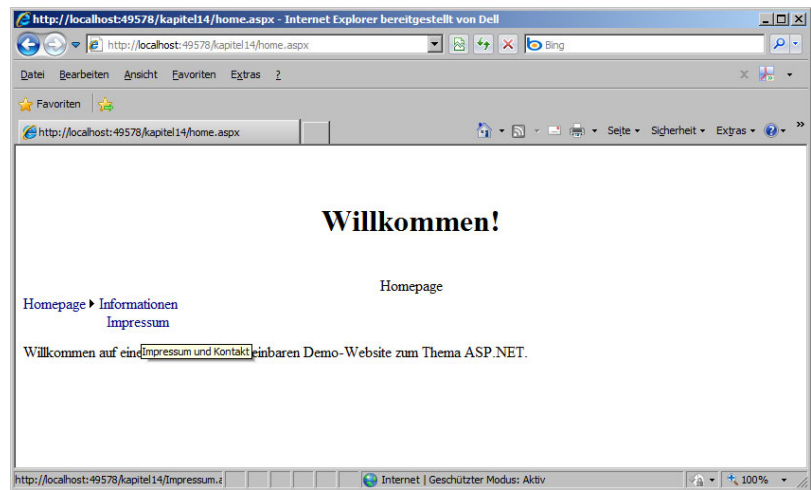 http://localhost:49578/kapitel14/home.aspx - Internet Explorer bereitgestellt von Dell
http://localhost:49578/kapitel14/home.aspx Bing
Datei Bearbeiten Ansicht Favoriten Extras ?
Favoriten
http://localhost:49578/kapitel14/home.aspx Seite Sicherheit Extras »
Willkommen!
Homepage
Homepage Informationen
Impressum
Willkommen auf eine Impressum und Kontakt einbaren Demo-Website zum Thema ASP.NET.
http://localhost:49578/kapitel14/Impressum.a Internet | Geschützter Modus: Aktiv 100%